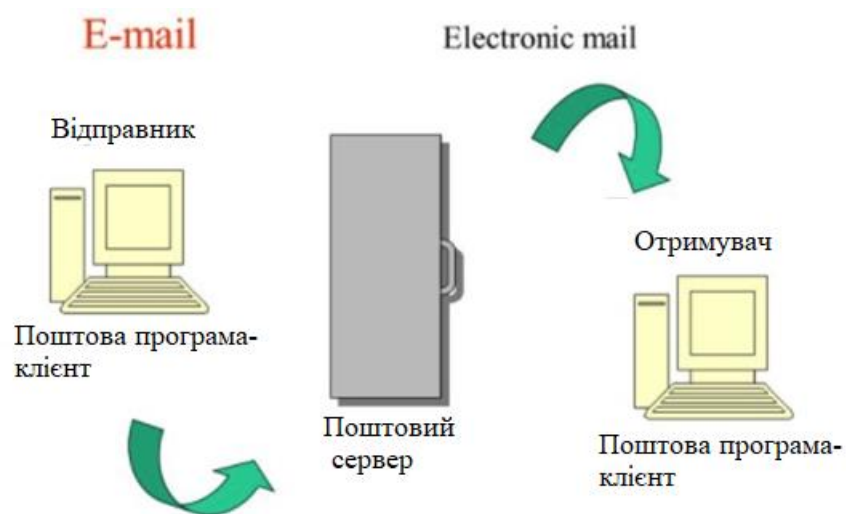 E-mail
Electronic mail
Відправник
Поштова програма-
клієнт
Поштовий
сервер
Отримувач
Поштова програма-
клієнт